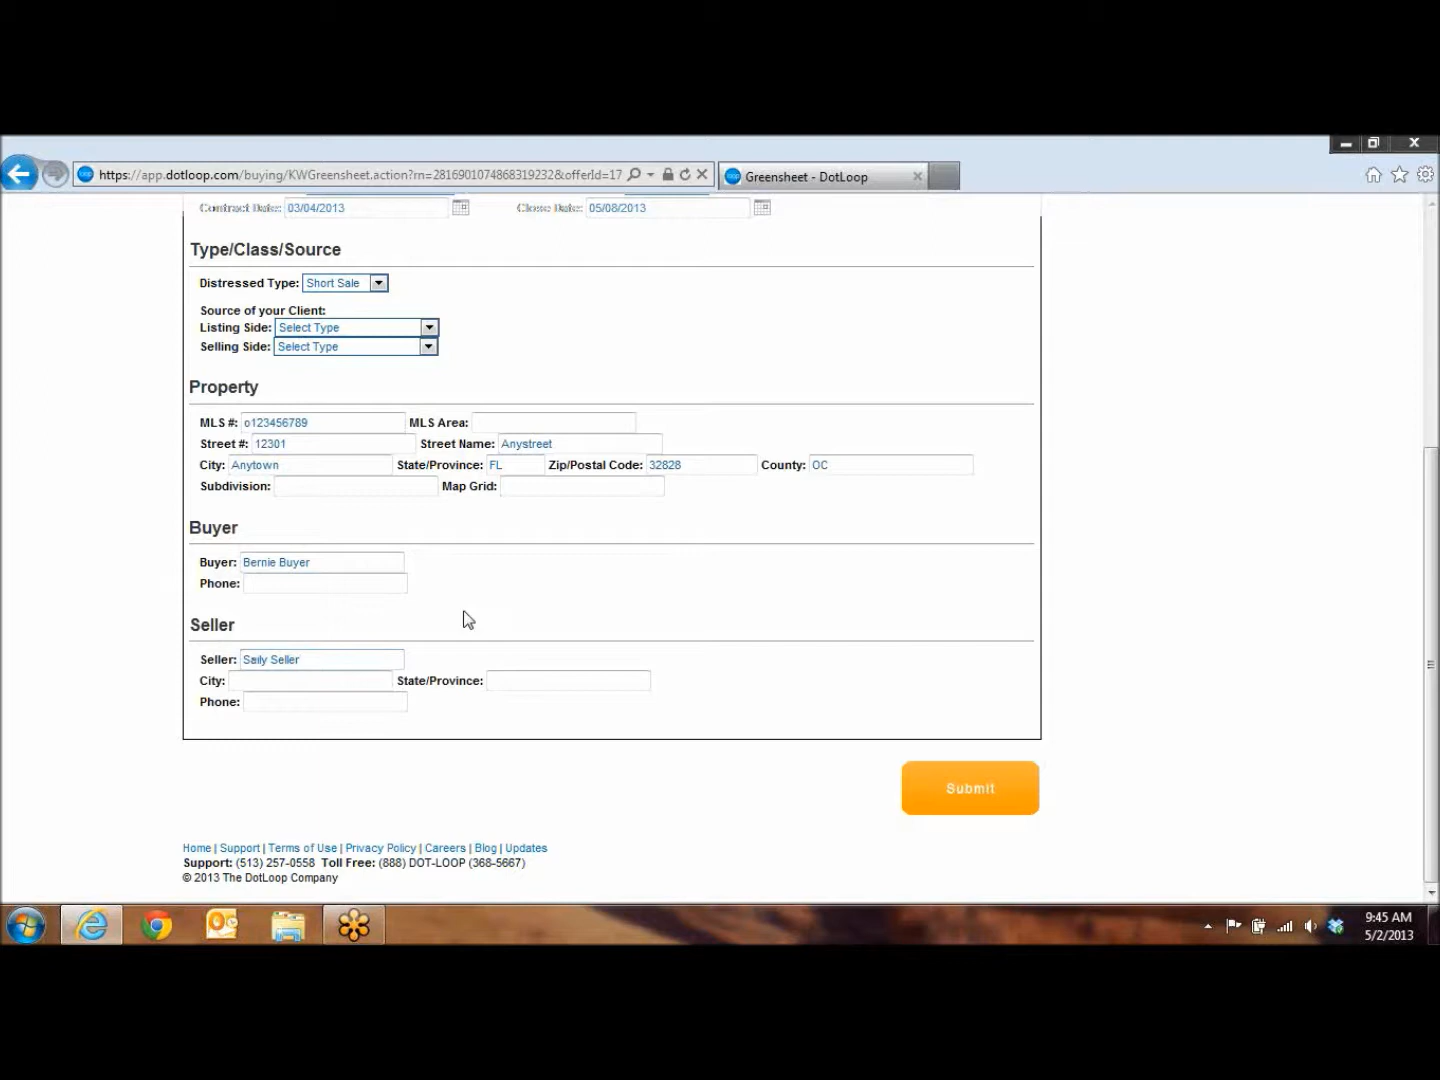 https://app.dotloop.com/buying/KWGreensheet.action?rn=2816901074868319232&offerId=17
Greensheet - DotLoop
Contract Date: 03/04/2013 Close Date: 05/08/2013
Type/Class/Source
Distressed Type: Short Sale
Source of your Client:
Listing Side: Select Type
Selling Side: Select Type
Property
MLS #: o123456789 MLS Area:
Street #: 12301 Street Name: Anystreet
City: Anytown State/Province: FL Zip/Postal Code: 32828 County: OC
Subdivision: Map Grid:
Buyer
Buyer: Bernie Buyer
Phone:
Seller
Seller: Sally Seller
City: State/Province:
Phone:
Submit
Home | Support | Terms of Use | Privacy Policy | Careers | Blog | Updates
Support: (513) 257-0558 Toll Free: (888) DOT-LOOP (368-5667)
© 2013 The DotLoop Company
9:45 AM
5/2/2013